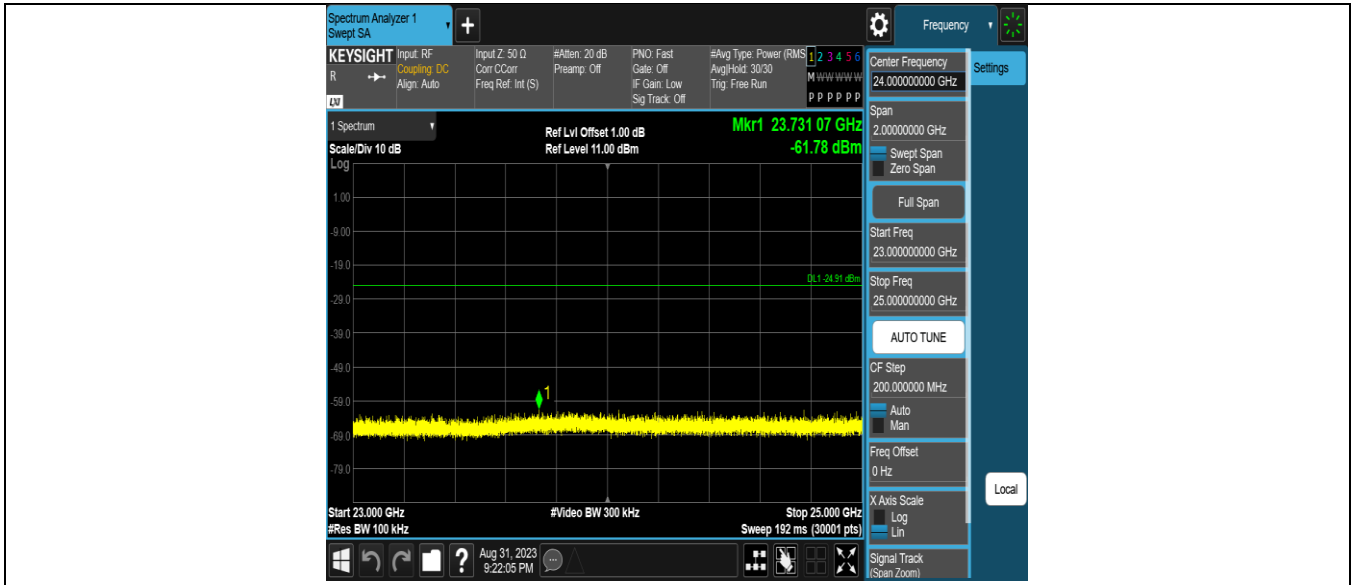 Spectrum Analyzer 1
Swept SA
+
Frequency
KEYSIGHT
R
LXI
Input: RF
Coupling: DC
Align: Auto
Input Z: 50 Ω
Corr CCorr
Freq Ref: Int (S)
#Atten: 20 dB
Preamp: Off
PNO: Fast
Gate: Off
IF Gain: Low
Sig Track: Off
#Avg Type: Power (RMS
Avg|Hold: 30/30
Trig: Free Run
1 2 3 4 5 6
M W W W W W
P P P P P P
1 Spectrum
Scale/Div 10 dB
Log
Ref Lvl Offset 1.00 dB
Ref Level 11.00 dBm
Mkr1 23.731 07 GHz
-61.78 dBm
1.00
-9.00
-19.0
DL1 -24.91 dBm
-29.0
-39.0
-49.0
1
-59.0
-69.0
-79.0
Start 23.000 GHz
#Res BW 100 kHz
#Video BW 300 kHz
Stop 25.000 GHz
Sweep 192 ms (30001 pts)
Center Frequency
24.000000000 GHz
Settings
Span
2.00000000 GHz
Swept Span
Zero Span
Full Span
Start Freq
23.000000000 GHz
Stop Freq
25.000000000 GHz
AUTO TUNE
CF Step
200.000000 MHz
Auto
Man
Freq Offset
0 Hz
X Axis Scale
Log
Lin
Signal Track
(Span Zoom)
Local
?
Aug 31, 2023
9:22:05 PM